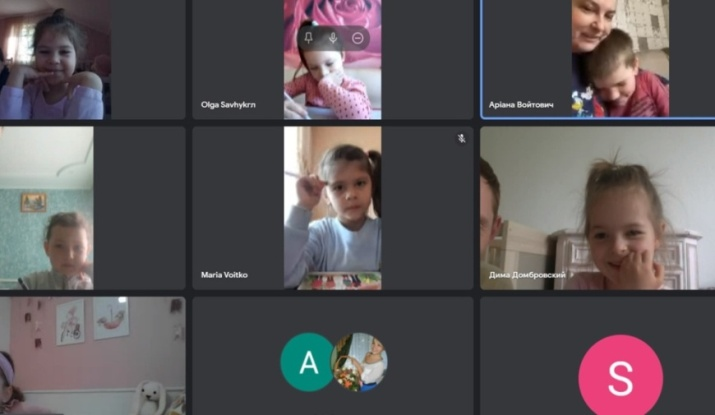 Olga Savhykrn
Аріана Войтович
Maria Voitko
Дима Домбровский
A
S